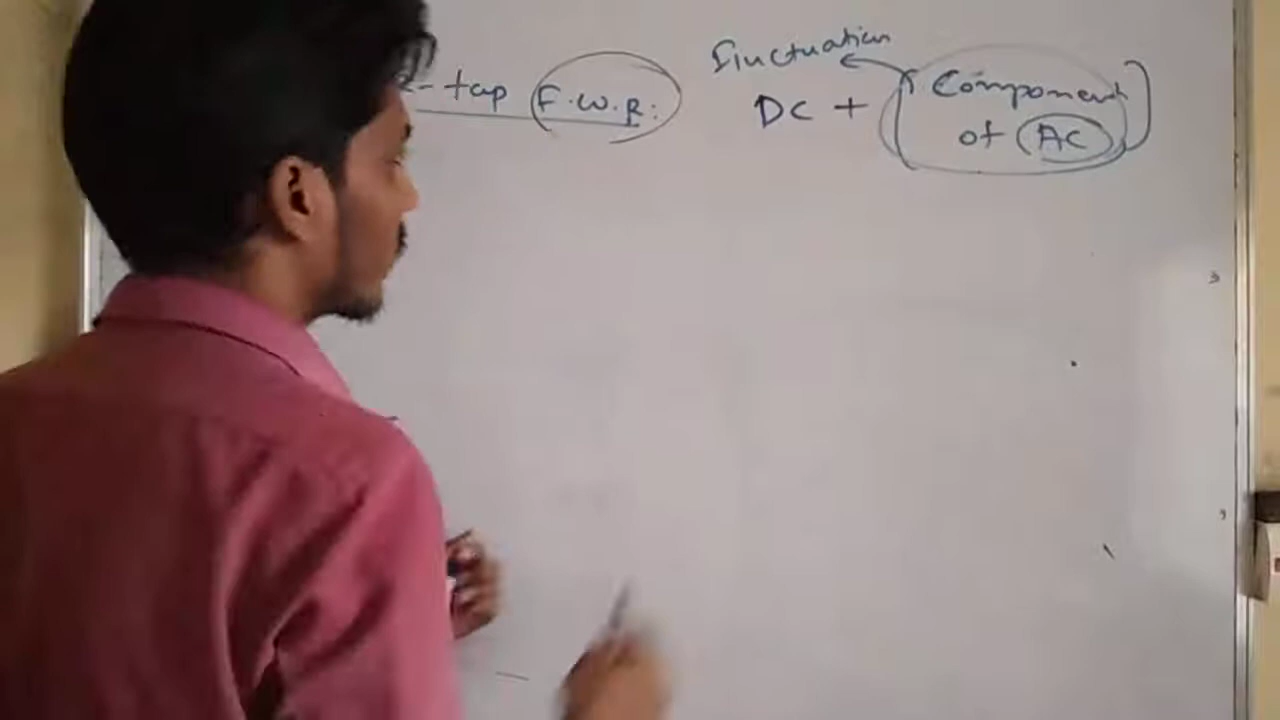 -tap F.W.R.
Fluctuation
DC + (Component
of AC)